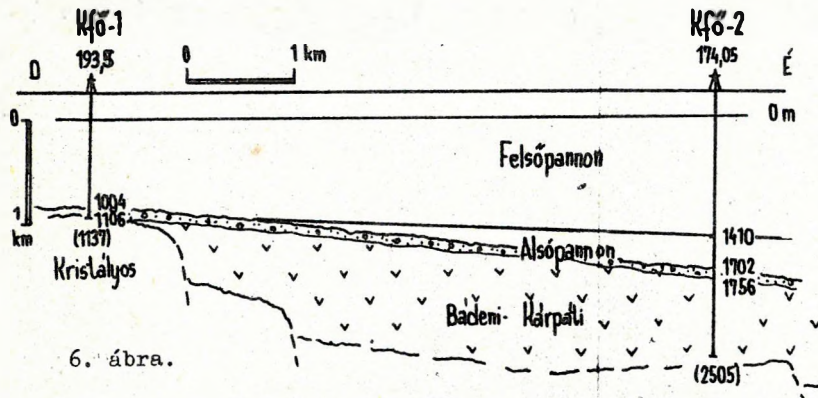 Kfő-1 Kfő-2
193,5 0 1 km 174,05
D É
0 0 m
Felsőpannon
1004
1 1106 1410
km (1137) Alsópannon 1702
Kristályos 1756
Bádeni- Kárpáti
6. ábra. (2505)